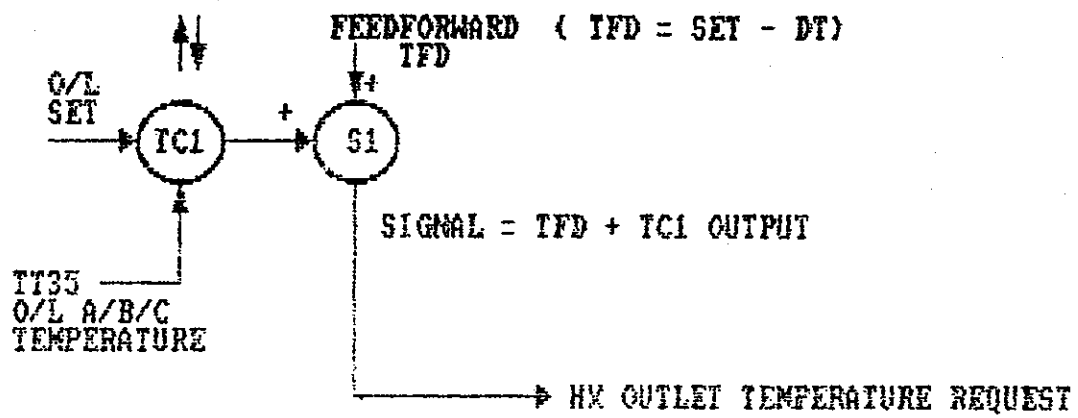 FEEDFORWARD ( TFD = SET - DT)
TFD
O/L
SET
+
+
TC1
S1
SIGNAL = TFD + TC1 OUTPUT
TT35
O/L A/B/C
TEMPERATURE
HX OUTLET TEMPERATURE REQUEST